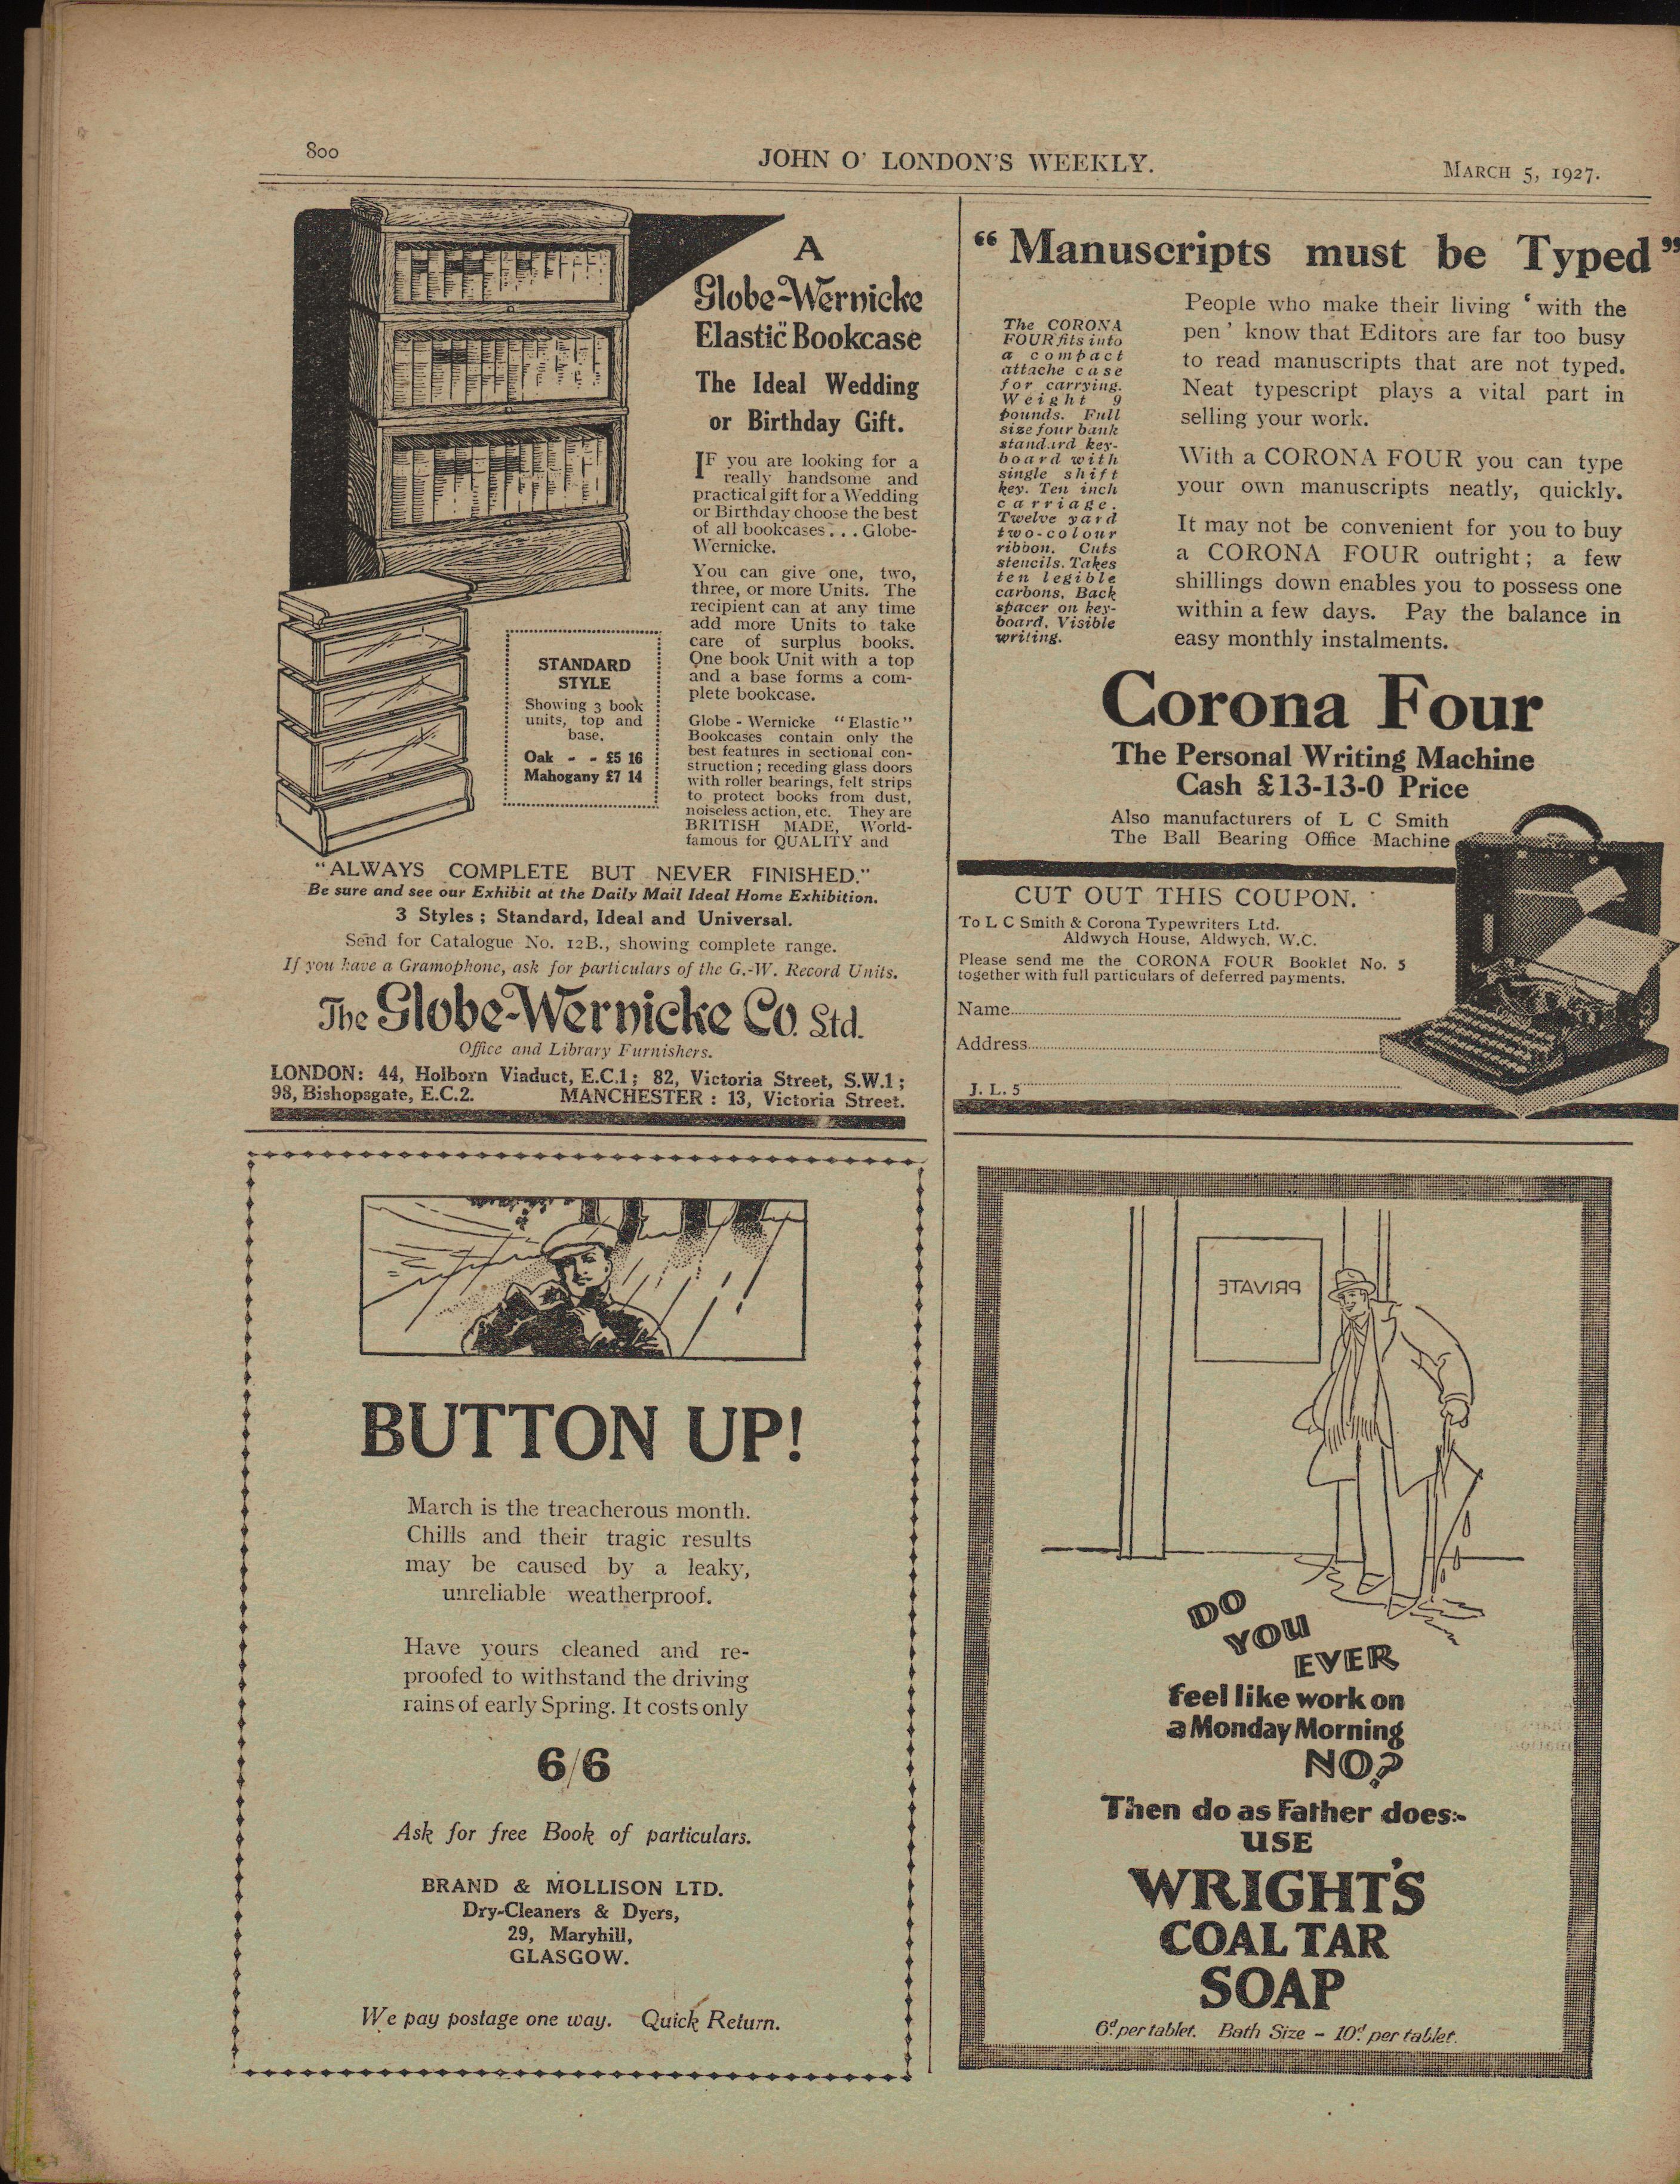 800
JOHN O' LONDON'S WEEKLY.
MARCH 5, 1927.
A
Globe-Wernicke
Elastic Bookcase
The Ideal Wedding
or Birthday Gift.
IF you are looking for a
really handsome and
practical gift for a Wedding
or Birthday choose the best
of all bookcases... Globe-
Wernicke.
You can give one, two,
three, or more Units. The
recipient can at any time
add more Units to take
care of surplus books.
One book Unit with a top
and a base forms a com-
plete bookcase.
Globe - Wernicke "Elastic"
Bookcases contain only the
best features in sectional con-
struction; receding glass doors
with roller bearings, felt strips
to protect books from dust,
noiseless action, etc. They are
BRITISH MADE, World-
famous for QUALITY and
STANDARD
STYLE
Showing 3 book
units, top and
base.
Oak - - £5 16
Mahogany £7 14
"ALWAYS COMPLETE BUT NEVER FINISHED."
Be sure and see our Exhibit at the Daily Mail Ideal Home Exhibition.
3 Styles; Standard, Ideal and Universal.
Send for Catalogue No. 12B., showing complete range.
If you have a Gramophone, ask for particulars of the G.-W. Record Units.
The Globe-Wernicke Co. Ltd.
Office and Library Furnishers.
LONDON: 44, Holborn Viaduct, E.C.1; 82, Victoria Street, S.W.1;
98, Bishopsgate, E.C.2. MANCHESTER: 13, Victoria Street.
"Manuscripts must be Typed"
The CORONA
FOUR fits into
a compact
attache case
for carrying.
Weight 9
pounds. Full
size four bank
standard key-
board with
single shift
key. Ten inch
carriage.
Twelve yard
two-colour
ribbon. Cuts
stencils. Takes
ten legible
carbons. Back
spacer on key-
board. Visible
writing.
People who make their living 'with the
pen' know that Editors are far too busy
to read manuscripts that are not typed.
Neat typescript plays a vital part in
selling your work.
With a CORONA FOUR you can type
your own manuscripts neatly, quickly.
It may not be convenient for you to buy
a CORONA FOUR outright; a few
shillings down enables you to possess one
within a few days. Pay the balance in
easy monthly instalments.
Corona Four
The Personal Writing Machine
Cash £13-13-0 Price
Also manufacturers of L C Smith
The Ball Bearing Office Machine
CUT OUT THIS COUPON.
To L C Smith & Corona Typewriters Ltd.
Aldwych House, Aldwych, W.C.
Please send me the CORONA FOUR Booklet No. 5
together with full particulars of deferred payments.
Name
Address
J. L. 5
BUTTON UP!
March is the treacherous month.
Chills and their tragic results
may be caused by a leaky,
unreliable weatherproof.
Have yours cleaned and re-
proofed to withstand the driving
rains of early Spring. It costs only
6/6
Ask for free Book of particulars.
BRAND & MOLLISON LTD.
Dry-Cleaners & Dyers,
29, Maryhill,
GLASGOW.
We pay postage one way. Quick Return.
PRIVATE
DO
YOU
EVER
feel like work on
a Monday Morning
NO?
Then do as Father does:-
USE
WRIGHT'S
COAL TAR
SOAP
6d. per tablet. Bath Size - 10d. per tablet.